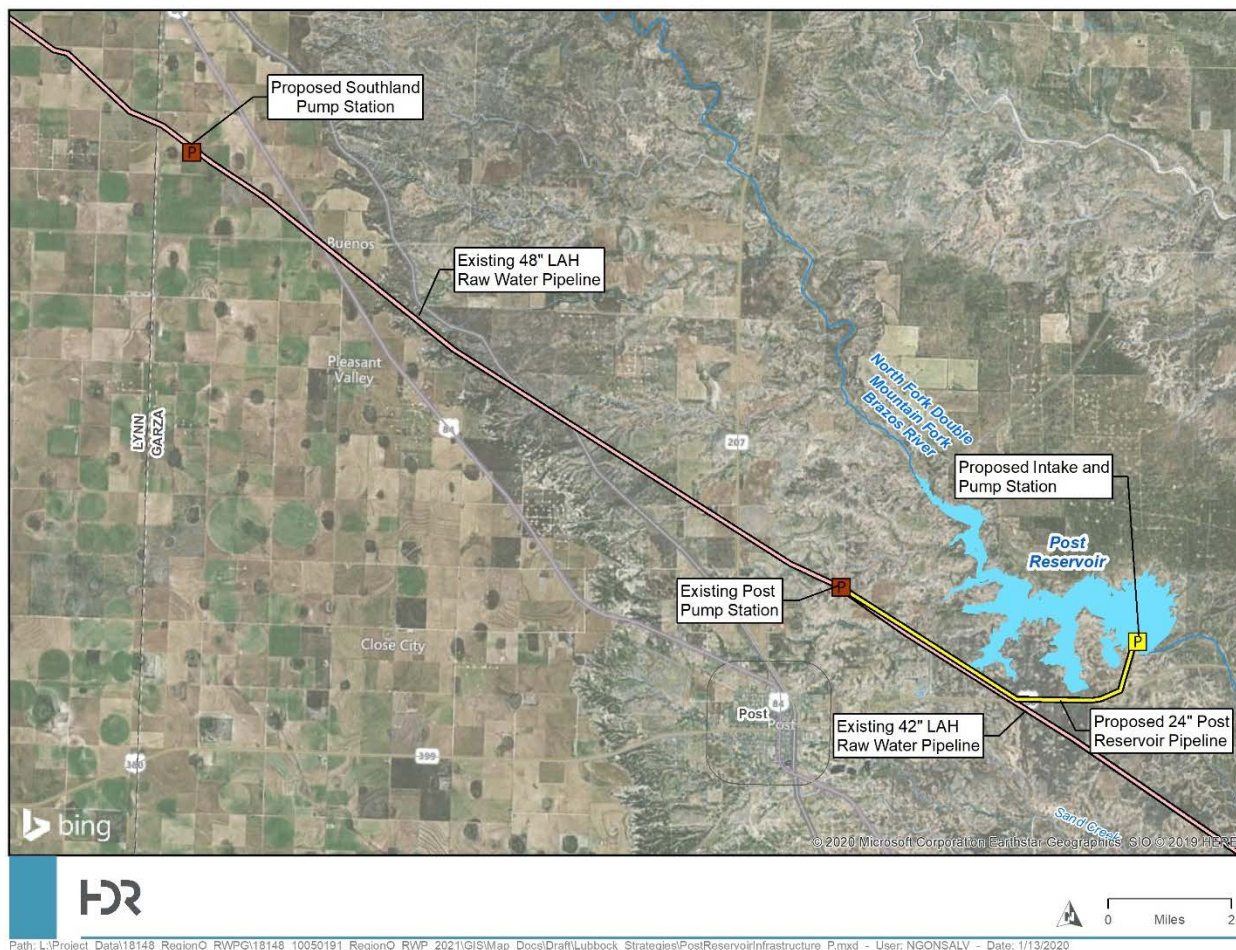 Proposed Southland
Pump Station
P
Buenos
Existing 48" LAH
Raw Water Pipeline
Pleasant
Valley
84
LYNN
GARZA
207
North Fork Double
Mountain Fork
Brazos River
Proposed Intake and
Pump Station
Post
Reservoir
P
P
Existing Post
Pump Station
Close City
84
Post
Post
Existing 42" LAH
Raw Water Pipeline
Proposed 24" Post
Reservoir Pipeline
380
399
Sand Creek
bing
© 2020 Microsoft Corporation Earthstar Geographics SIO © 2019 HERE
HDR
0 Miles 2
Path: L:\Project_Data\18148_RegionO_RWPG\18148_10050191_RegionO_RWP_2021\GIS\Map_Docs\Draft\Lubbock_Strategies\PostReservoirInfrastructure_P.mxd - User: NGONSALV - Date: 1/13/2020